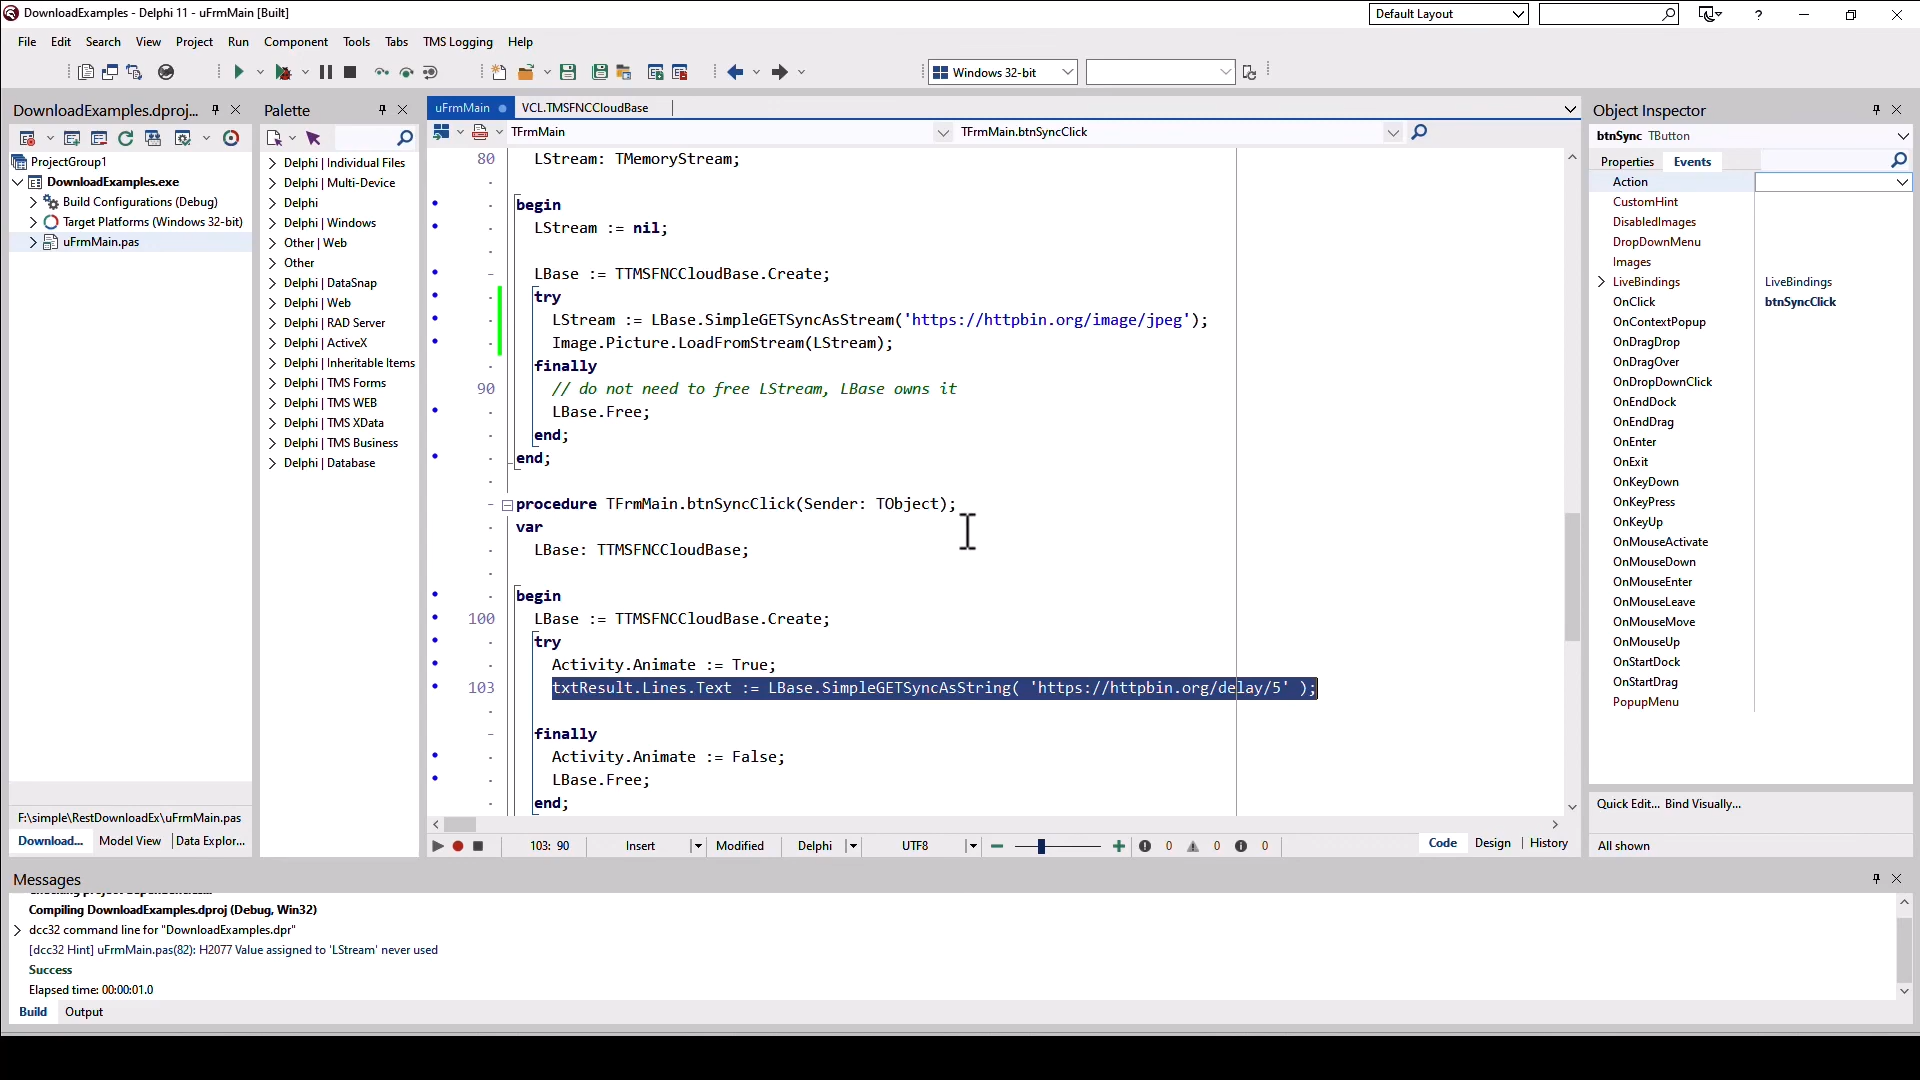 DownloadExamples - Delphi 11 - uFrmMain [Built]
Default Layout
File Edit Search View Project Run Component Tools Tabs TMS Logging Help
Windows 32-bit
DownloadExamples.dproj...
ProjectGroup1
DownloadExamples.exe
Build Configurations (Debug)
Target Platforms (Windows 32-bit)
uFrmMain.pas
F:\simple\RestDownloadEx\uFrmMain.pas
Download... Model View Data Explor...
Palette
Delphi | Individual Files
Delphi | Multi-Device
Delphi
Delphi | Windows
Other | Web
Other
Delphi | DataSnap
Delphi | Web
Delphi | RAD Server
Delphi | ActiveX
Delphi | Inheritable Items
Delphi | TMS Forms
Delphi | TMS WEB
Delphi | TMS XData
Delphi | TMS Business
Delphi | Database
uFrmMain VCL.TMSFNCCloudBase
TFrmMain TFrmMain.btnSyncClick
80 LStream: TMemoryStream;
begin
LStream := nil;
LBase := TTMSFNCCloudBase.Create;
try
LStream := LBase.SimpleGETSyncAsStream('https://httpbin.org/image/jpeg');
Image.Picture.LoadFromStream(LStream);
finally
90 // do not need to free LStream, LBase owns it
LBase.Free;
end;
end;
procedure TFrmMain.btnSyncClick(Sender: TObject);
var
LBase: TTMSFNCCloudBase;
begin
100 LBase := TTMSFNCCloudBase.Create;
try
Activity.Animate := True;
103 txtResult.Lines.Text := LBase.SimpleGETSyncAsString( 'https://httpbin.org/delay/5' );
finally
Activity.Animate := False;
LBase.Free;
end;
103: 90 Insert Modified Delphi UTF8 0 0 0 Code Design History
Object Inspector
btnSync TButton
Properties Events
Action
CustomHint
DisabledImages
DropDownMenu
Images
LiveBindings LiveBindings
OnClick btnSyncClick
OnContextPopup
OnDragDrop
OnDragOver
OnDropDownClick
OnEndDock
OnEndDrag
OnEnter
OnExit
OnKeyDown
OnKeyPress
OnKeyUp
OnMouseActivate
OnMouseDown
OnMouseEnter
OnMouseLeave
OnMouseMove
OnMouseUp
OnStartDock
OnStartDrag
PopupMenu
Quick Edit... Bind Visually...
All shown
Messages
Compiling DownloadExamples.dproj (Debug, Win32)
dcc32 command line for "DownloadExamples.dpr"
[dcc32 Hint] uFrmMain.pas(82): H2077 Value assigned to 'LStream' never used
Success
Elapsed time: 00:00:01.0
Build Output